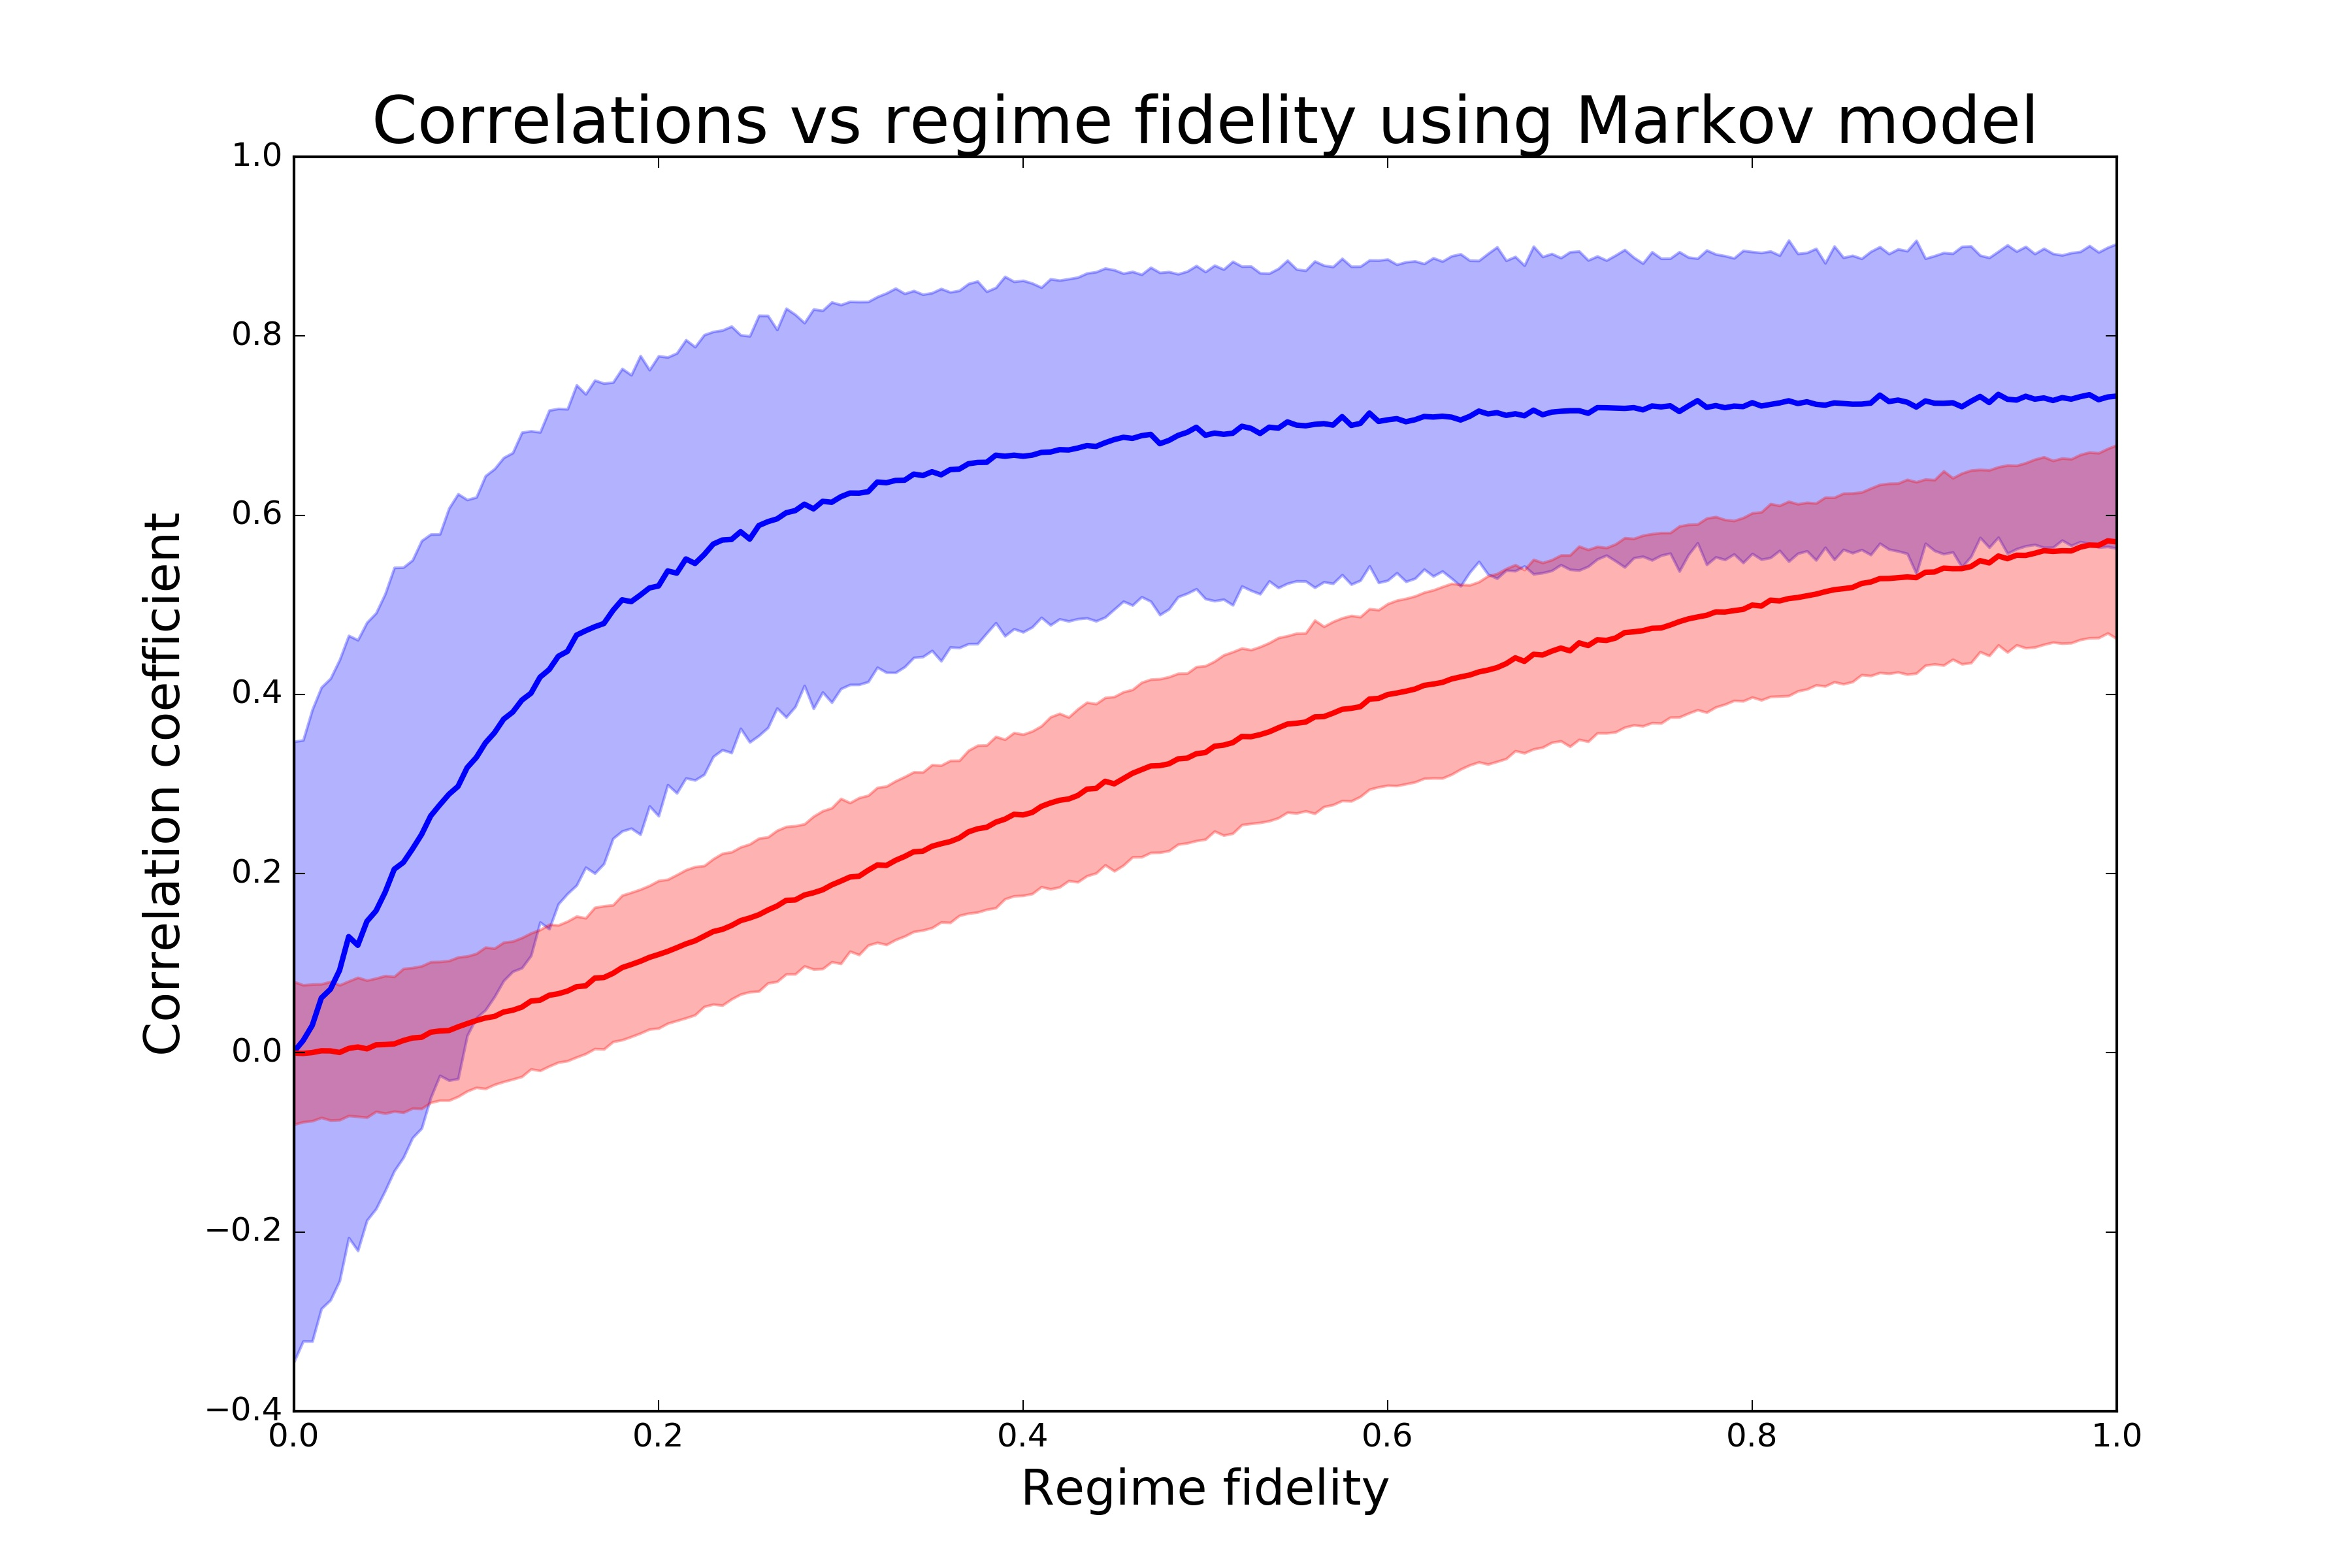 Correlations vs regime fidelity using Markov model
1.0
0.8
0.6
0.4
0.2
0.0
−0.2
−0.4
Correlation coefficient
0.0 0.2 0.4 0.6 0.8 1.0
Regime fidelity